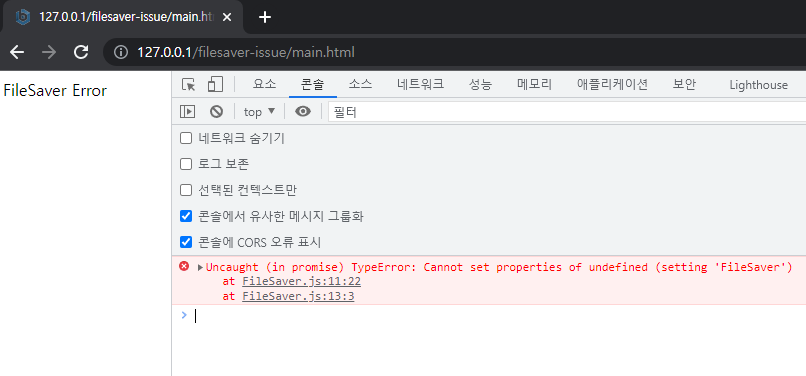 127.0.0.1/filesaver-issue/main.ht
127.0.0.1/filesaver-issue/main.html
FileSaver Error
요소 콘솔 소스 네트워크 성능 메모리 애플리케이션 보안 Lighthouse
top ▼ 필터
네트워크 숨기기
로그 보존
선택된 컨텍스트만
콘솔에서 유사한 메시지 그룹화
콘솔에 CORS 오류 표시
Uncaught (in promise) TypeError: Cannot set properties of undefined (setting 'FileSaver')
at FileSaver.js:11:22
at FileSaver.js:13:3